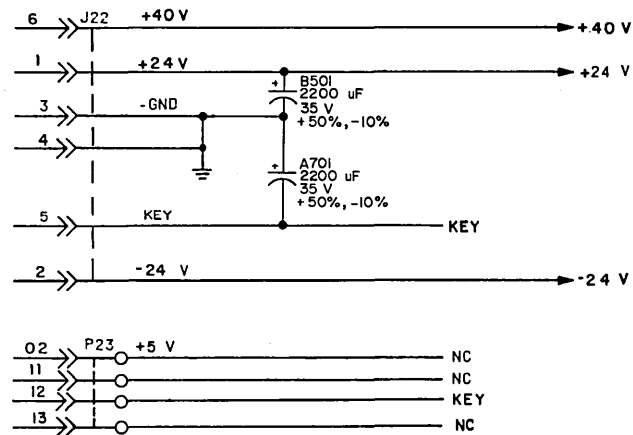 6 J22 +40 V +.40 V
1 +24 V +24 V
B501
2200 uF
35 V
+50%, -10%
3 -GND
4
A701
2200 uF
35 V
+50%, -10%
5 KEY KEY
2 -24 V -24 V
02 P23 +5 V NC
11 NC
12 KEY
13 NC